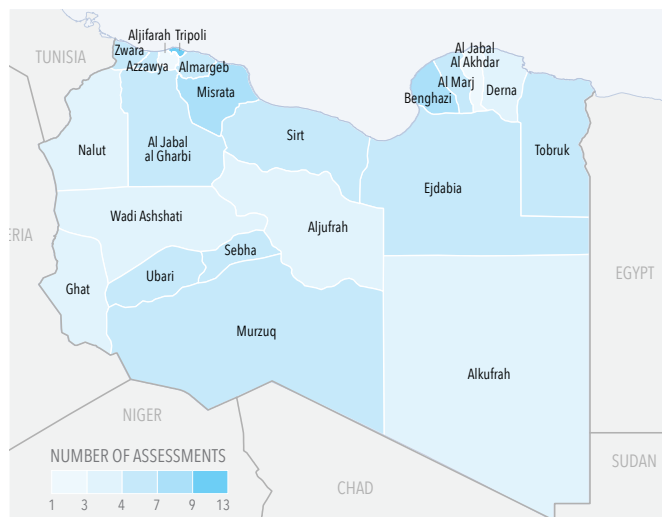 Aljifarah Tripoli
TUNISIA
Zwara
Azzawya
Almargeb
Misrata
Al Jabal
Al Akhdar
Al Marj
Derna
Benghazi
Nalut
Al Jabal
al Gharbi
Sirt
Tobruk
Ejdabia
Wadi Ashshati
Aljufrah
ERIA
Sebha
Ubari
Ghat
EGYPT
Murzuq
Alkufrah
NIGER
NUMBER OF ASSESSMENTS
1 3 4 7 9 13
CHAD
SUDAN